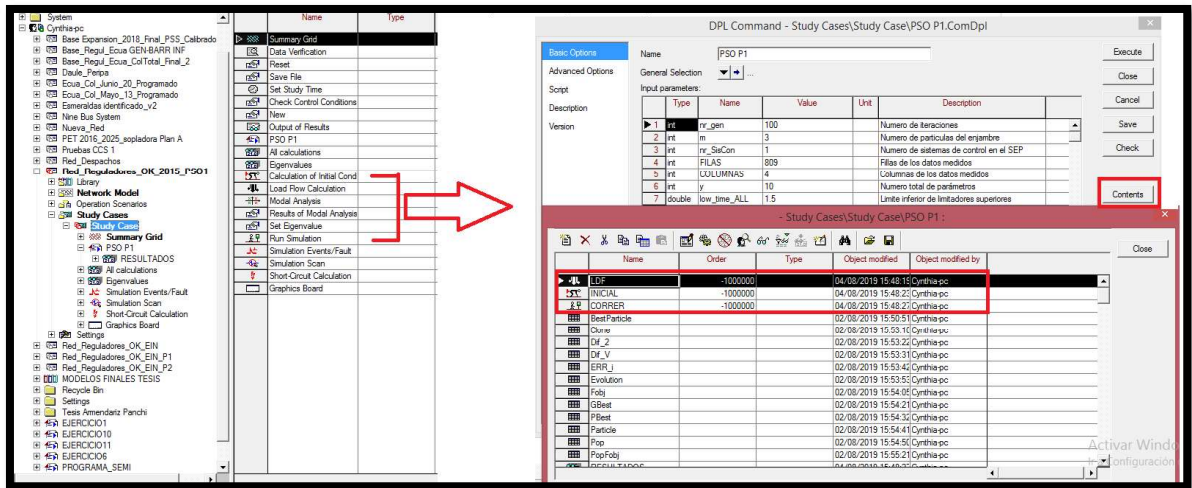 System
Cynthia-pc
Base Expansion_2018_Final_PSS_Calibrado
Base_Regul_Ecua GEN-BARR INF
Base_Regul_Ecua_ColTotal_Final_2
Daule_Peripa
Ecua_Col_Junio_20_Programado
Ecua_Col_Mayo_13_Programado
Esmeraldas identificado_v2
Nine Bus System
Nueva_Red
PET 2016_2025_sopladora Plan A
Pruebas CCS 1
Red_Despachos
Red_Reguladores_OK_2015_PSO1
Library
Network Model
Operation Scenarios
Study Cases
Study Case
Summary Grid
PSO P1
RESULTADOS
All calculations
Eigenvalues
Simulation Events/Fault
Simulation Scan
Short-Circuit Calculation
Graphics Board
Settings
Red_Reguladores_OK_EIN
Red_Reguladores_OK_EIN_P1
Red_Reguladores_OK_EIN_P2
MODELOS FINALES TESIS
Recycle Bin
Settings
Tesis Armendariz Panchi
EJERCICIO1
EJERCICIO10
EJERCICIO11
EJERCICIO6
PROGRAMA_SEMI
Name Type
Summary Grid
Data Verification
Reset
Save File
Set Study Time
Check Control Conditions
New
Output of Results
PSO P1
All calculations
Eigenvalues
Calculation of Initial Cond
Load Flow Calculation
Modal Analysis
Results of Modal Analysis
Set Eigenvalue
Run Simulation
Simulation Events/Fault
Simulation Scan
Short-Circuit Calculation
Graphics Board
DPL Command - Study Cases\Study Case\PSO P1.ComDpl
Basic Options
Advanced Options
Script
Description
Version
Name PSO P1
General Selection ...
Input parameters:
Type Name Value Unit Description
1 int nr_gen 100 Numero de iteraciones
2 int m 3 Numero de particulas del enjambre
3 int nr_SisCon 1 Numero de sistemas de control en el SEP
4 int FILAS 809 Filas de los datos medidos
5 int COLUMNAS 4 Columnas de los datos medidos
6 int y 10 Numero total de parámetros
7 double low_time_ALL 1.5 Limite inferior de limitadores superiores
Execute
Close
Cancel
Save
Check
Contents
- Study Cases\Study Case\PSO P1 :
Close
Name Order Type Object modified Object modified by
LDF -1000000 04/08/2019 15:48:19 Cynthia-pc
INICIAL -1000000 04/08/2019 15:48:23 Cynthia-pc
CORRER -1000000 04/08/2019 15:48:27 Cynthia-pc
BestParticle 02/08/2019 15:50:51 Cynthia-pc
Clone 02/08/2019 15:53:10 Cynthia-pc
Dif_2 02/08/2019 15:53:22 Cynthia-pc
Dif_V 02/08/2019 15:53:31 Cynthia-pc
ERR_i 02/08/2019 15:53:42 Cynthia-pc
Evolution 02/08/2019 15:53:53 Cynthia-pc
Fobj 02/08/2019 15:54:05 Cynthia-pc
GBest 02/08/2019 15:54:21 Cynthia-pc
PBest 02/08/2019 15:54:32 Cynthia-pc
Particle 02/08/2019 15:54:41 Cynthia-pc
Pop 02/08/2019 15:54:50 Cynthia-pc
PopFobj 02/08/2019 15:55:21 Cynthia-pc
RESULTADOS
Activar Windo
Configuración